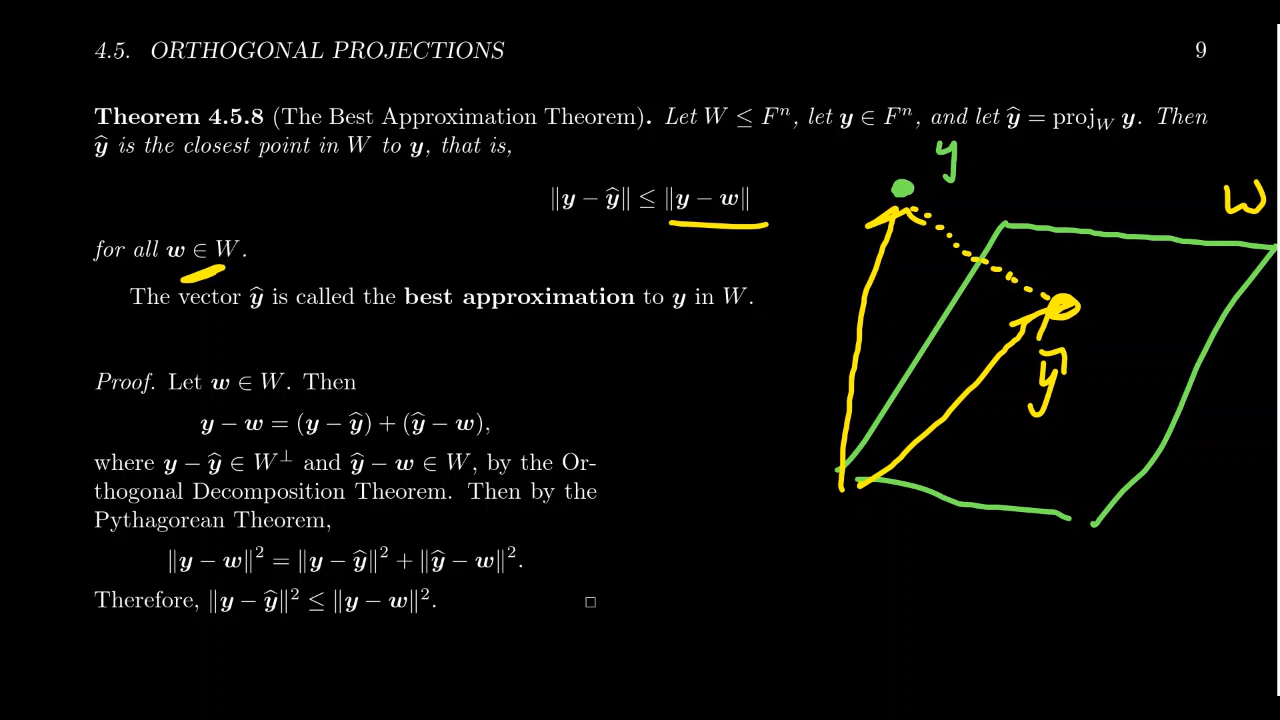 4.5. ORTHOGONAL PROJECTIONS 9
Theorem 4.5.8 (The Best Approximation Theorem). Let W ≤ Fⁿ, let y ∈ Fⁿ, and let ŷ = proj_W y. Then
ŷ is the closest point in W to y, that is,
‖y − ŷ‖ ≤ ‖y − w‖
for all w ∈ W.
The vector ŷ is called the best approximation to y in W.
Proof. Let w ∈ W. Then
y − w = (y − ŷ) + (ŷ − w),
where y − ŷ ∈ W^⊥ and ŷ − w ∈ W, by the Or-
thogonal Decomposition Theorem. Then by the
Pythagorean Theorem,
‖y − w‖² = ‖y − ŷ‖² + ‖ŷ − w‖².
Therefore, ‖y − ŷ‖² ≤ ‖y − w‖². □
y
W
ŷ